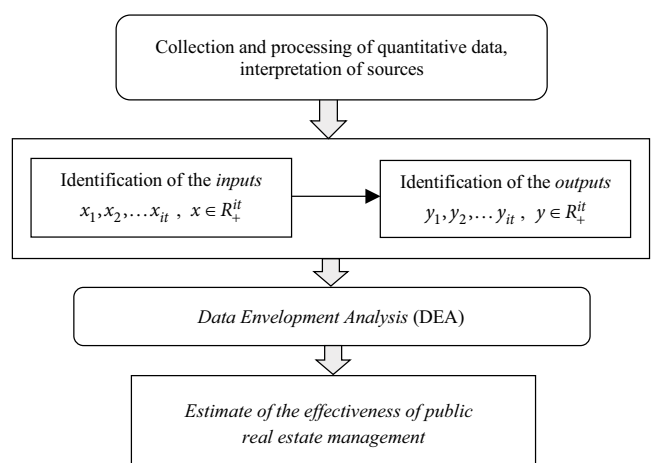 Collection and processing of quantitative data,
interpretation of sources
Identification of the inputs
x₁, x₂, … xᵢₜ , x ∈ R₊ⁱᵗ
Identification of the outputs
y₁, y₂, … yᵢₜ , y ∈ R₊ⁱᵗ
Data Envelopment Analysis (DEA)
Estimate of the effectiveness of public
real estate management